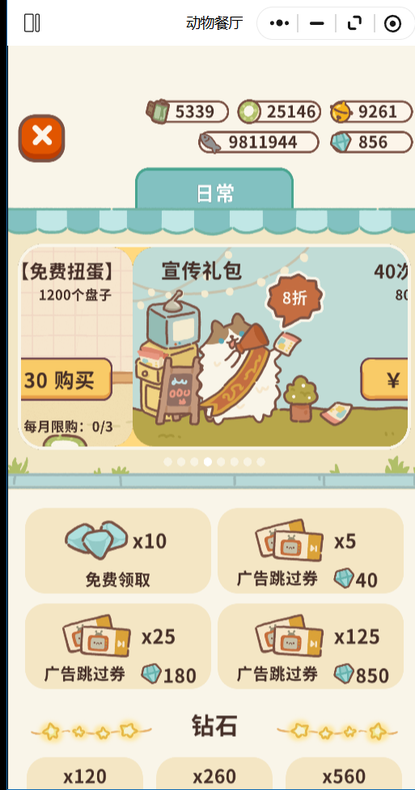 动物餐厅
5339
25146
9261
9811944
856
日常
【免费扭蛋】
1200个盘子
30 购买
每月限购：0/3
宣传礼包
8折
40次
80
¥
x10
免费领取
x5
广告跳过券
40
x25
广告跳过券
180
x125
广告跳过券
850
钻石
x120
x260
x560